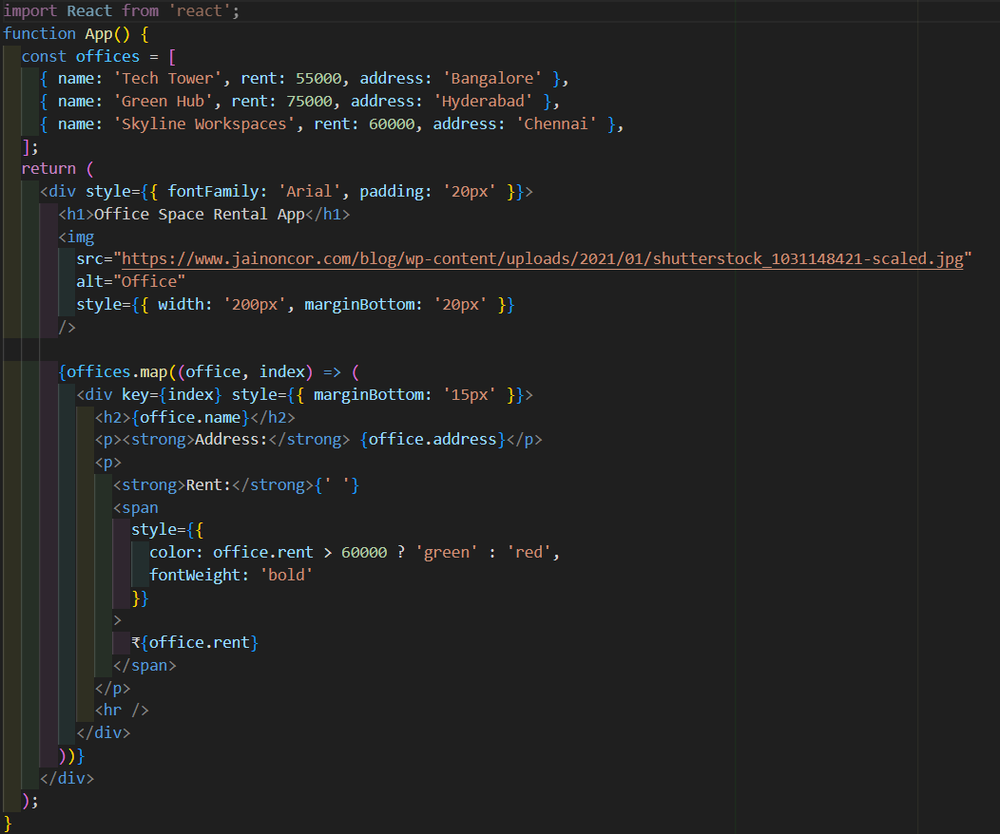 import React from 'react';
function App() {
  const offices = [
    { name: 'Tech Tower', rent: 55000, address: 'Bangalore' },
    { name: 'Green Hub', rent: 75000, address: 'Hyderabad' },
    { name: 'Skyline Workspaces', rent: 60000, address: 'Chennai' },
  ];
  return (
    <div style={{ fontFamily: 'Arial', padding: '20px' }}>
      <h1>Office Space Rental App</h1>
      <img
        src="https://www.jainoncor.com/blog/wp-content/uploads/2021/01/shutterstock_1031148421-scaled.jpg"
        alt="Office"
        style={{ width: '200px', marginBottom: '20px' }}
      />

      {offices.map((office, index) => (
        <div key={index} style={{ marginBottom: '15px' }}>
          <h2>{office.name}</h2>
          <p><strong>Address:</strong> {office.address}</p>
          <p>
            <strong>Rent:</strong>{' '}
            <span
              style={{
                color: office.rent > 60000 ? 'green' : 'red',
                fontWeight: 'bold'
              }}
            >
              ₹{office.rent}
            </span>
          </p>
          <hr />
        </div>
      ))}
    </div>
  );
}